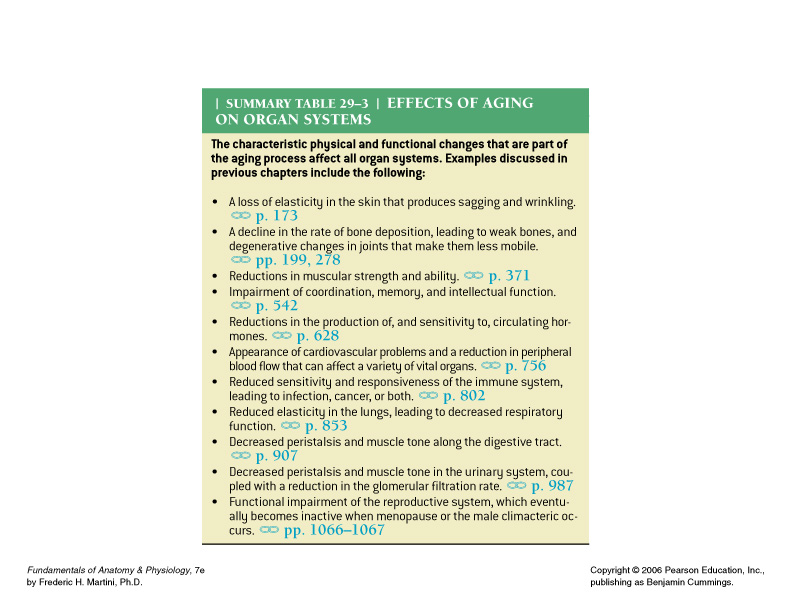 | SUMMARY TABLE 29–3 | EFFECTS OF AGING
ON ORGAN SYSTEMS
The characteristic physical and functional changes that are part of
the aging process affect all organ systems. Examples discussed in
previous chapters include the following:
• A loss of elasticity in the skin that produces sagging and wrinkling.
p. 173
• A decline in the rate of bone deposition, leading to weak bones, and
degenerative changes in joints that make them less mobile.
pp. 199, 278
• Reductions in muscular strength and ability. p. 371
• Impairment of coordination, memory, and intellectual function.
p. 542
• Reductions in the production of, and sensitivity to, circulating hor-
mones. p. 628
• Appearance of cardiovascular problems and a reduction in peripheral
blood flow that can affect a variety of vital organs. p. 756
• Reduced sensitivity and responsiveness of the immune system,
leading to infection, cancer, or both. p. 802
• Reduced elasticity in the lungs, leading to decreased respiratory
function. p. 853
• Decreased peristalsis and muscle tone along the digestive tract.
p. 907
• Decreased peristalsis and muscle tone in the urinary system, cou-
pled with a reduction in the glomerular filtration rate. p. 987
• Functional impairment of the reproductive system, which eventu-
ally becomes inactive when menopause or the male climacteric oc-
curs. pp. 1066–1067
Fundamentals of Anatomy & Physiology, 7e
by Frederic H. Martini, Ph.D.
Copyright © 2006 Pearson Education, Inc.,
publishing as Benjamin Cummings.